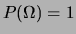 P(Ω) = 1